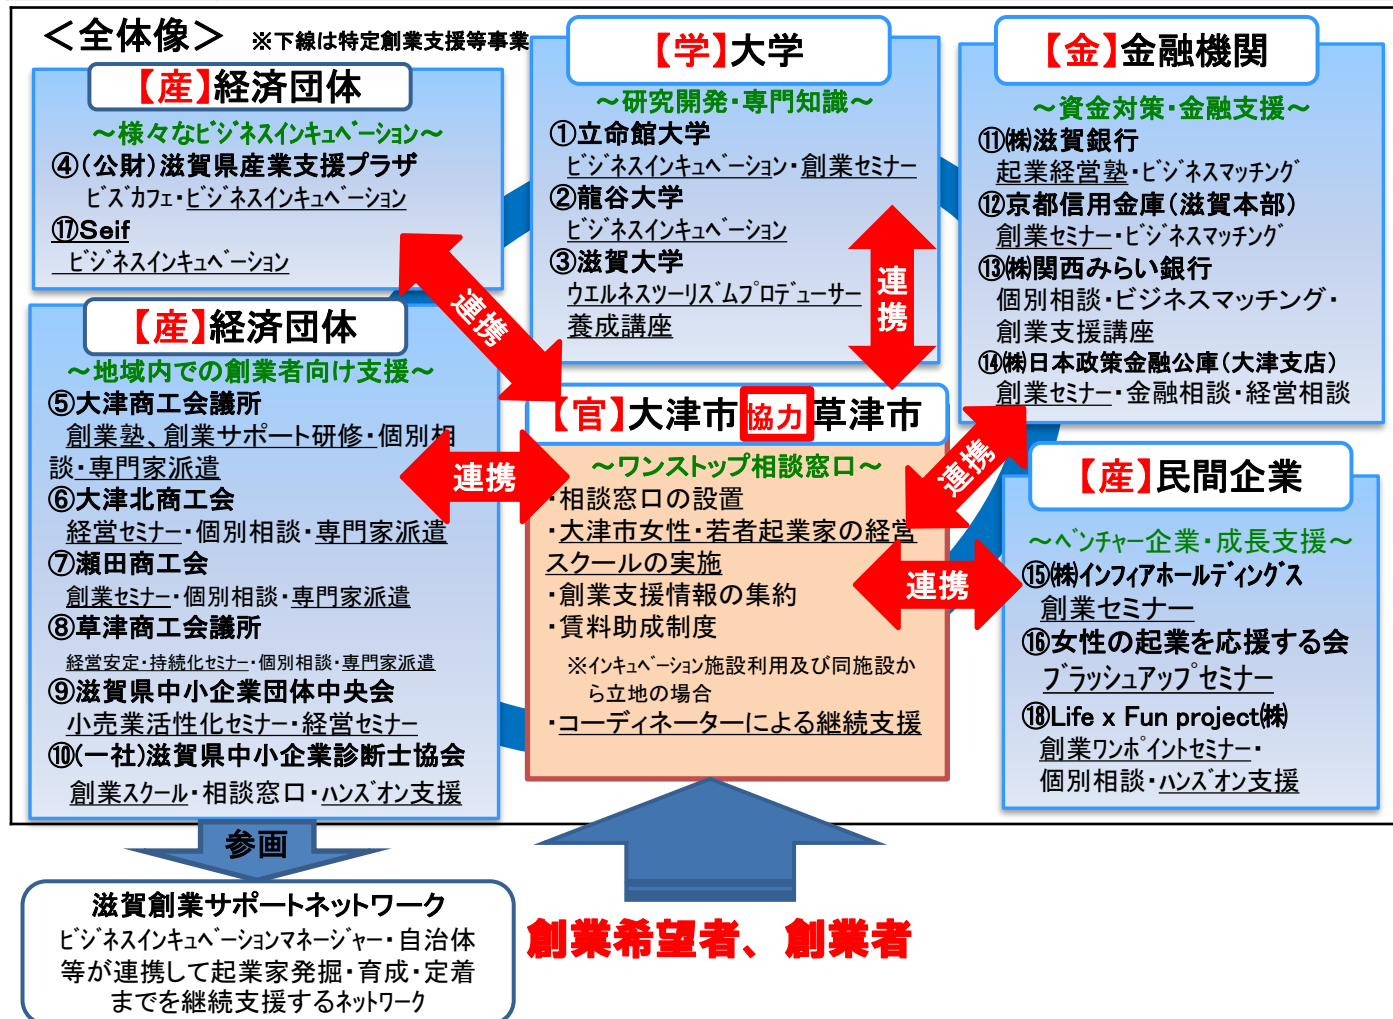 ＜全体像＞ ※下線は特定創業支援等事業
【産】経済団体
～様々なﾋﾞｼﾞﾈｽｲﾝｷｭﾍﾞｰｼｮﾝ～
④(公財)滋賀県産業支援プラザ
ﾋﾞｽﾞｶﾌｪ・ﾋﾞｼﾞﾈｽｲﾝｷｭﾍﾞｰｼｮﾝ
⑰Seif
ﾋﾞｼﾞﾈｽｲﾝｷｭﾍﾞｰｼｮﾝ
【学】大学
～研究開発・専門知識～
①立命館大学
ﾋﾞｼﾞﾈｽｲﾝｷｭﾍﾞｰｼｮﾝ・創業セミナー
②龍谷大学
ﾋﾞｼﾞﾈｽｲﾝｷｭﾍﾞｰｼｮﾝ
③滋賀大学
ｳｴﾙﾈｽﾂｰﾘｽﾞﾑﾌﾟﾛﾃﾞｭｰｻｰ
養成講座
【金】金融機関
～資金対策・金融支援～
⑪㈱滋賀銀行
起業経営塾・ﾋﾞｼﾞﾈｽﾏｯﾁﾝｸﾞ
⑫京都信用金庫（滋賀本部）
創業セミナー・ﾋﾞｼﾞﾈｽﾏｯﾁﾝｸﾞ
⑬㈱関西みらい銀行
個別相談・ビジネスマッチング・
創業支援講座
⑭㈱日本政策金融公庫（大津支店）
創業ｾﾐﾅｰ・金融相談・経営相談
【産】経済団体
～地域内での創業者向け支援～
⑤大津商工会議所
創業塾、創業サポート研修・個別相
談・専門家派遣
⑥大津北商工会
経営セミナー・個別相談・専門家派遣
⑦瀬田商工会
創業ｾﾐﾅｰ・個別相談・専門家派遣
⑧草津商工会議所
経営安定・持続化ｾﾐﾅｰ・個別相談・専門家派遣
⑨滋賀県中小企業団体中央会
小売業活性化セミナー・経営セミナー
⑩(一社)滋賀県中小企業診断士協会
創業ｽｸｰﾙ・相談窓口・ﾊﾝｽﾞｵﾝ支援
連携
連携
連携
連携
連携
【官】大津市 協力 草津市
～ワンストップ相談窓口～
・相談窓口の設置
・大津市女性・若者起業家の経営
スクールの実施
・創業支援情報の集約
・賃料助成制度
※ｲﾝｷｭﾍﾞｰｼｮﾝ施設利用及び同施設か
ら立地の場合
・コーディネーターによる継続支援
【産】民間企業
～ﾍﾞﾝﾁｬｰ企業・成長支援～
⑮㈱ｲﾝﾌｨｱﾎｰﾙﾃﾞｨﾝｸﾞｽ
創業セミナー
⑯女性の起業を応援する会
ﾌﾞﾗｯｼｭｱｯﾌﾟセミナー
⑱Life x Fun project㈱
創業ﾜﾝﾎﾟｲﾝﾄｾﾐﾅｰ・
個別相談・ﾊﾝｽﾞｵﾝ支援
参画
滋賀創業サポートネットワーク
ﾋﾞｼﾞﾈｽｲﾝｷｭﾍﾞｰｼｮﾝﾏﾈｰｼﾞｬｰ・自治体
等が連携して起業家発掘・育成・定着
までを継続支援するﾈｯﾄﾜｰｸ
創業希望者、創業者